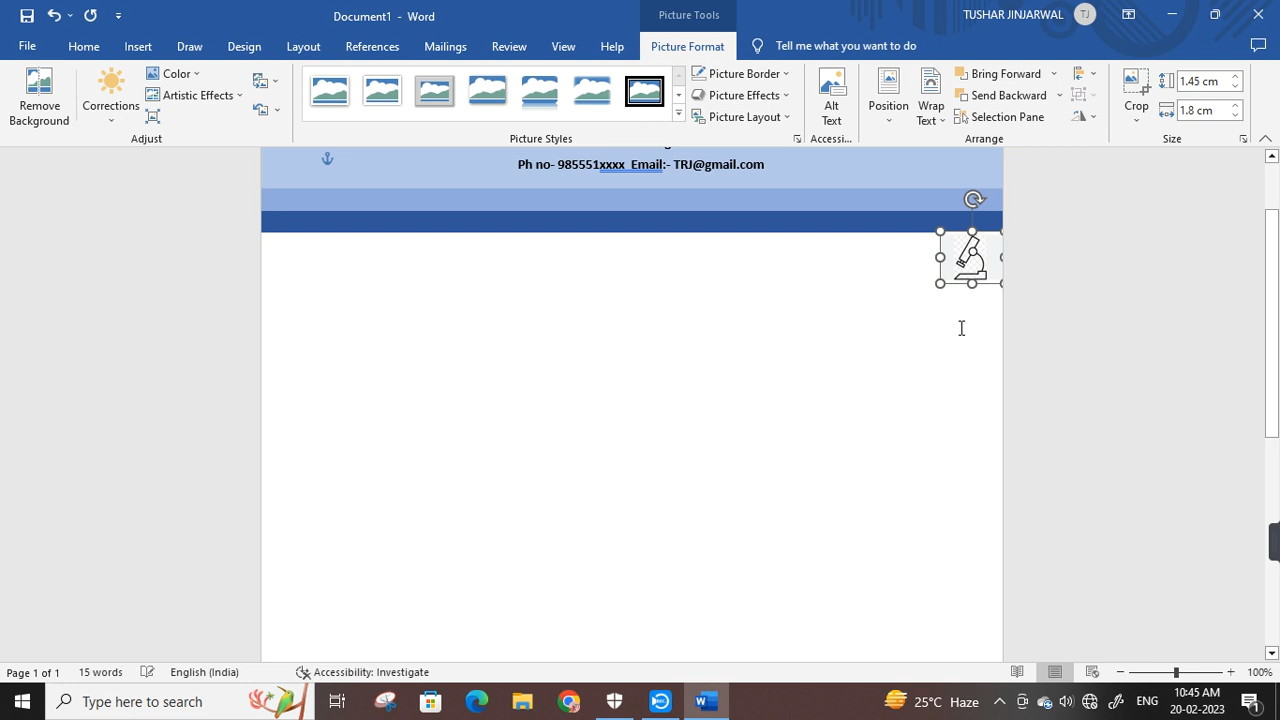 Document1 - Word
Picture Tools
TUSHAR JINJARWAL
TJ
File
Home
Insert
Draw
Design
Layout
References
Mailings
Review
View
Help
Picture Format
Tell me what you want to do
Remove
Background
Corrections
Color
Artistic Effects
Adjust
Picture Styles
Picture Border
Picture Effects
Picture Layout
Alt
Text
Accessi...
Position
Wrap
Text
Bring Forward
Send Backward
Selection Pane
Arrange
Crop
1.45 cm
1.8 cm
Size
Ph no- 985551xxxx Email:- TRJ@gmail.com
Page 1 of 1
15 words
English (India)
Accessibility: Investigate
100%
Type here to search
25°C Haze
ENG
10:45 AM
20-02-2023
1